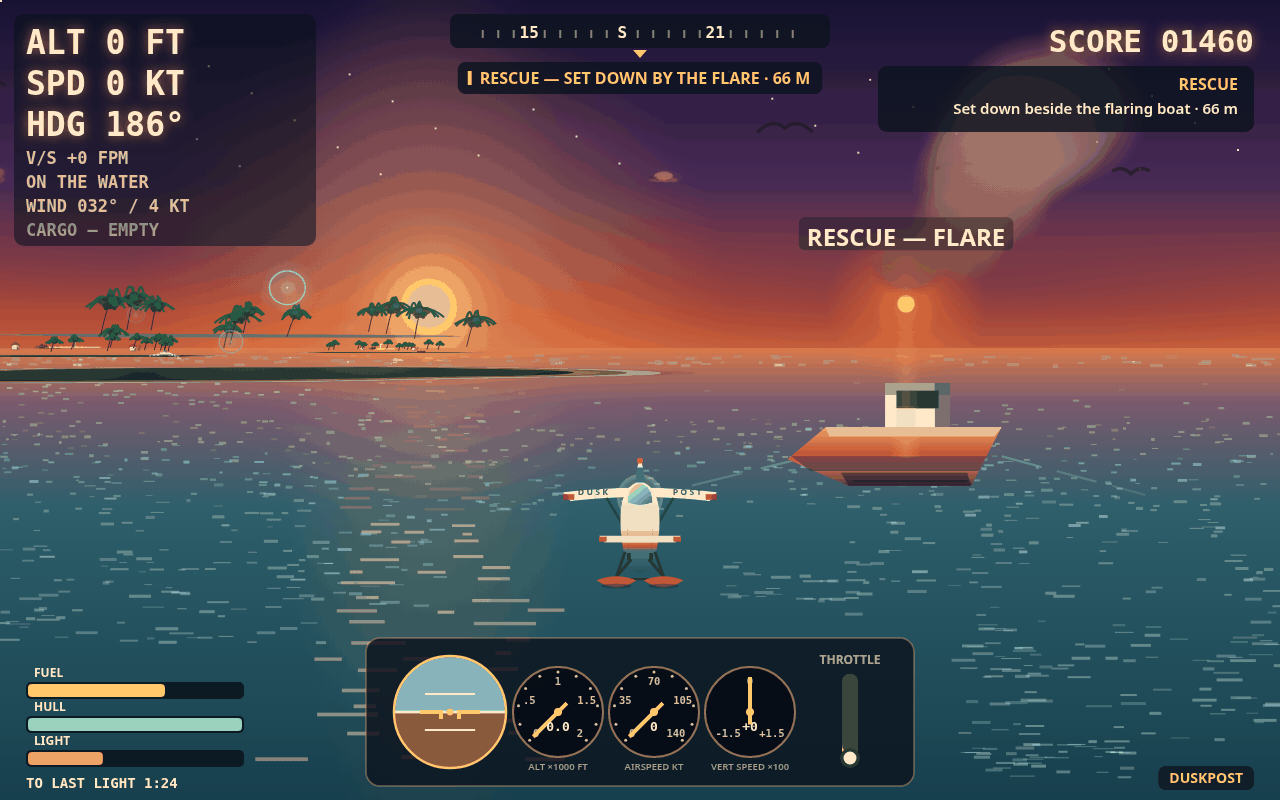 ALT 0 FT
SPD 0 KT
HDG 186°
V/S +0 FPM
ON THE WATER
WIND 032° / 4 KT
CARGO — EMPTY
15 S 21
RESCUE — SET DOWN BY THE FLARE · 66 M
SCORE 01460
RESCUE
Set down beside the flaring boat · 66 m
RESCUE — FLARE
DUSK POST
FUEL
HULL
LIGHT
TO LAST LIGHT 1:24
.5 1 1.5 2
0.0
ALT ×1000 FT
35 70 105 140
0
AIRSPEED KT
-1.5 +0 +1.5
VERT SPEED ×100
THROTTLE
DUSKPOST